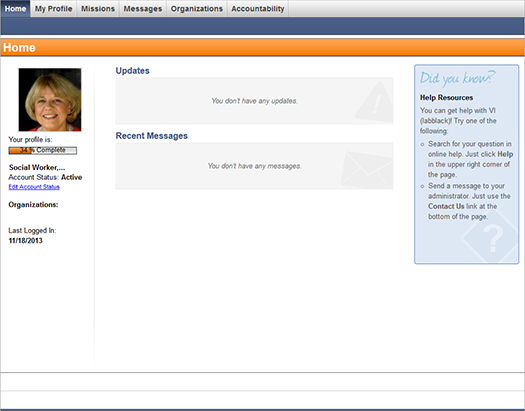 Home My Profile Missions Messages Organizations Accountability
Home
Your profile is:
34 % Complete
Social Worker,...
Account Status: Active
Edit Account Status
Organizations:
Last Logged In:
11/18/2013
Updates
You don't have any updates.
Recent Messages
You don't have any messages.
Did you know?
Help Resources
You can get help with VI
(labblack)! Try one of the
following:
Search for your question in
online help. Just click Help
in the upper right corner of
the page.
Send a message to your
administrator. Just use the
Contact Us link at the
bottom of the page.
?